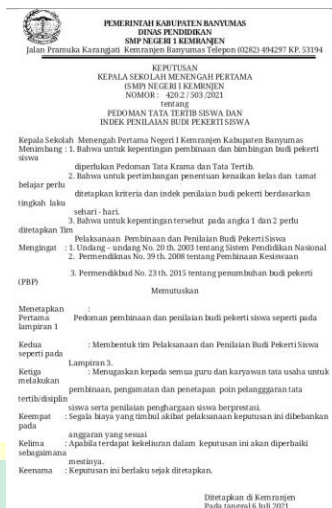 PEMERINTAH KABUPATEN BANYUMAS
DINAS PENDIDIKAN
SMP NEGERI 1 KEMRANJEN
Jalan Pramuka Karangjati Kemranjen Banyumas Telepon (0282) 494297 KP. 53194
KEPUTUSAN
KEPALA SEKOLAH MENENGAH PERTAMA
(SMP) NEGERI I KEMRNJEN
NOMOR : 420.2 / 503 /2021
tentang
PEDOMAN TATA TERTIB SISWA DAN
INDEK PENILAIAN BUDI PEKERTI SISWA
Kepala Sekolah Menengah Pertama Negeri I Kemranjen Kabupaten Banyumas
Menimbang : 1. Bahwa untuk kepentingan pembinaan dan bimbingan budi pekerti
siswa
diperlukan Pedoman Tata Krama dan Tata Tertib.
2. Bahwa untuk pertimbangan penentuan kenaikan kelas dan tamat
belajar perlu
ditetapkan kriteria dan indek penilaian budi pekerti berdasarkan
tingkah laku
sehari - hari.
3. Bahwa untuk kepentingan tersebut pada angka 1 dan 2 perlu
ditetapkan Tim
Pelaksanaan Pembinaan dan Penilaian Budi Pekerti Siswa
Mengingat : 1. Undang – undang No. 20 th. 2003 tentang Sistem Pendidikan Nasional
2. Permendiknas No. 39 th. 2008 tentang Pembinaan Kesiswaan
3. Permendikbud No. 23 th. 2015 tentang penumbuhan budi pekerti
(PBP)
Memutuskan
Menetapkan :
Pertama Pedoman pembinaan dan penilaian budi pekerti siswa seperti pada
lampiran 1
Kedua : Membentuk tim Pelaksanaan dan Penilaian Budi Pekerti Siswa
seperti pada
Lampiran 3.
Ketiga : Menugaskan kepada semua guru dan karyawan tata usaha untuk
melakukan
pembinaan, pengamatan dan penetapan poin pelangggaran tata
tertib/disiplin
siswa serta penilaian penghargaan siswa berprestasi.
Keempat : Segala biaya yang timbul akibat pelaksanaan keputusan ini dibebankan
pada
anggaran yang sesuai
Kelima : Apabila terdapat kekeliuran dalam keputusan ini akan diperbaiki
sebagaimana
mestinya.
Keenama : Keputusan ini berlaku sejak ditetapkan.
Ditetapkan di Kemranjen
Pada tanggal 6 Juli 2021